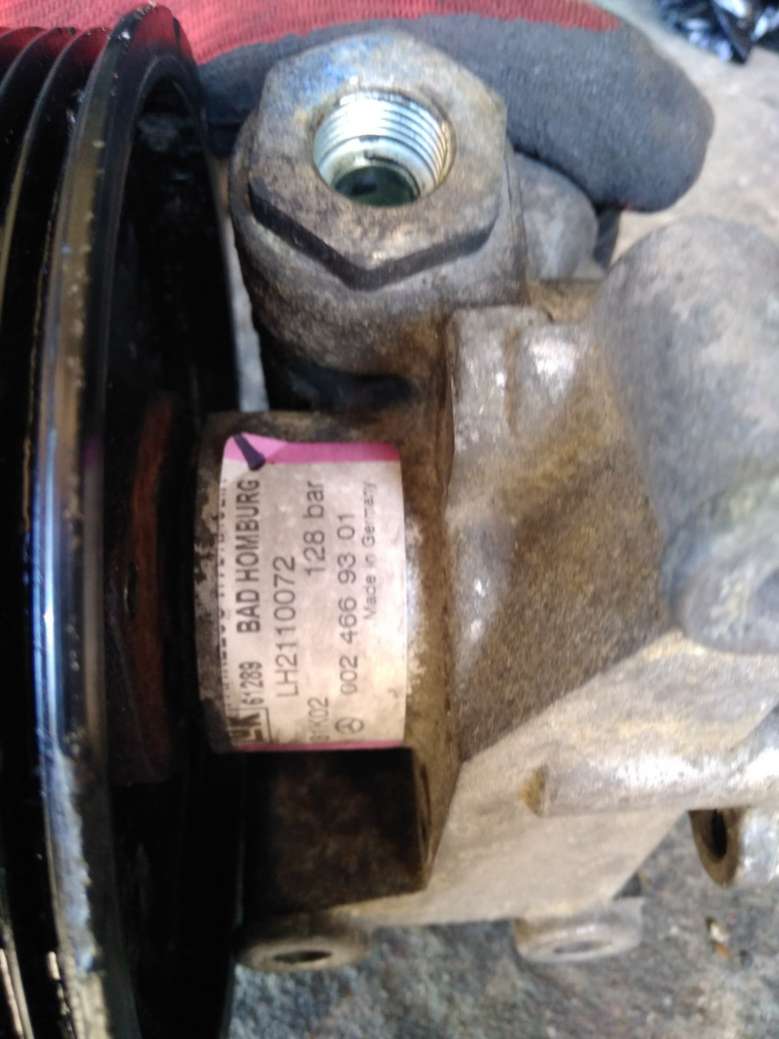 61289 BAD HOMBURG
LH2110072
128 bar
002 466 93 01
Made in Germany